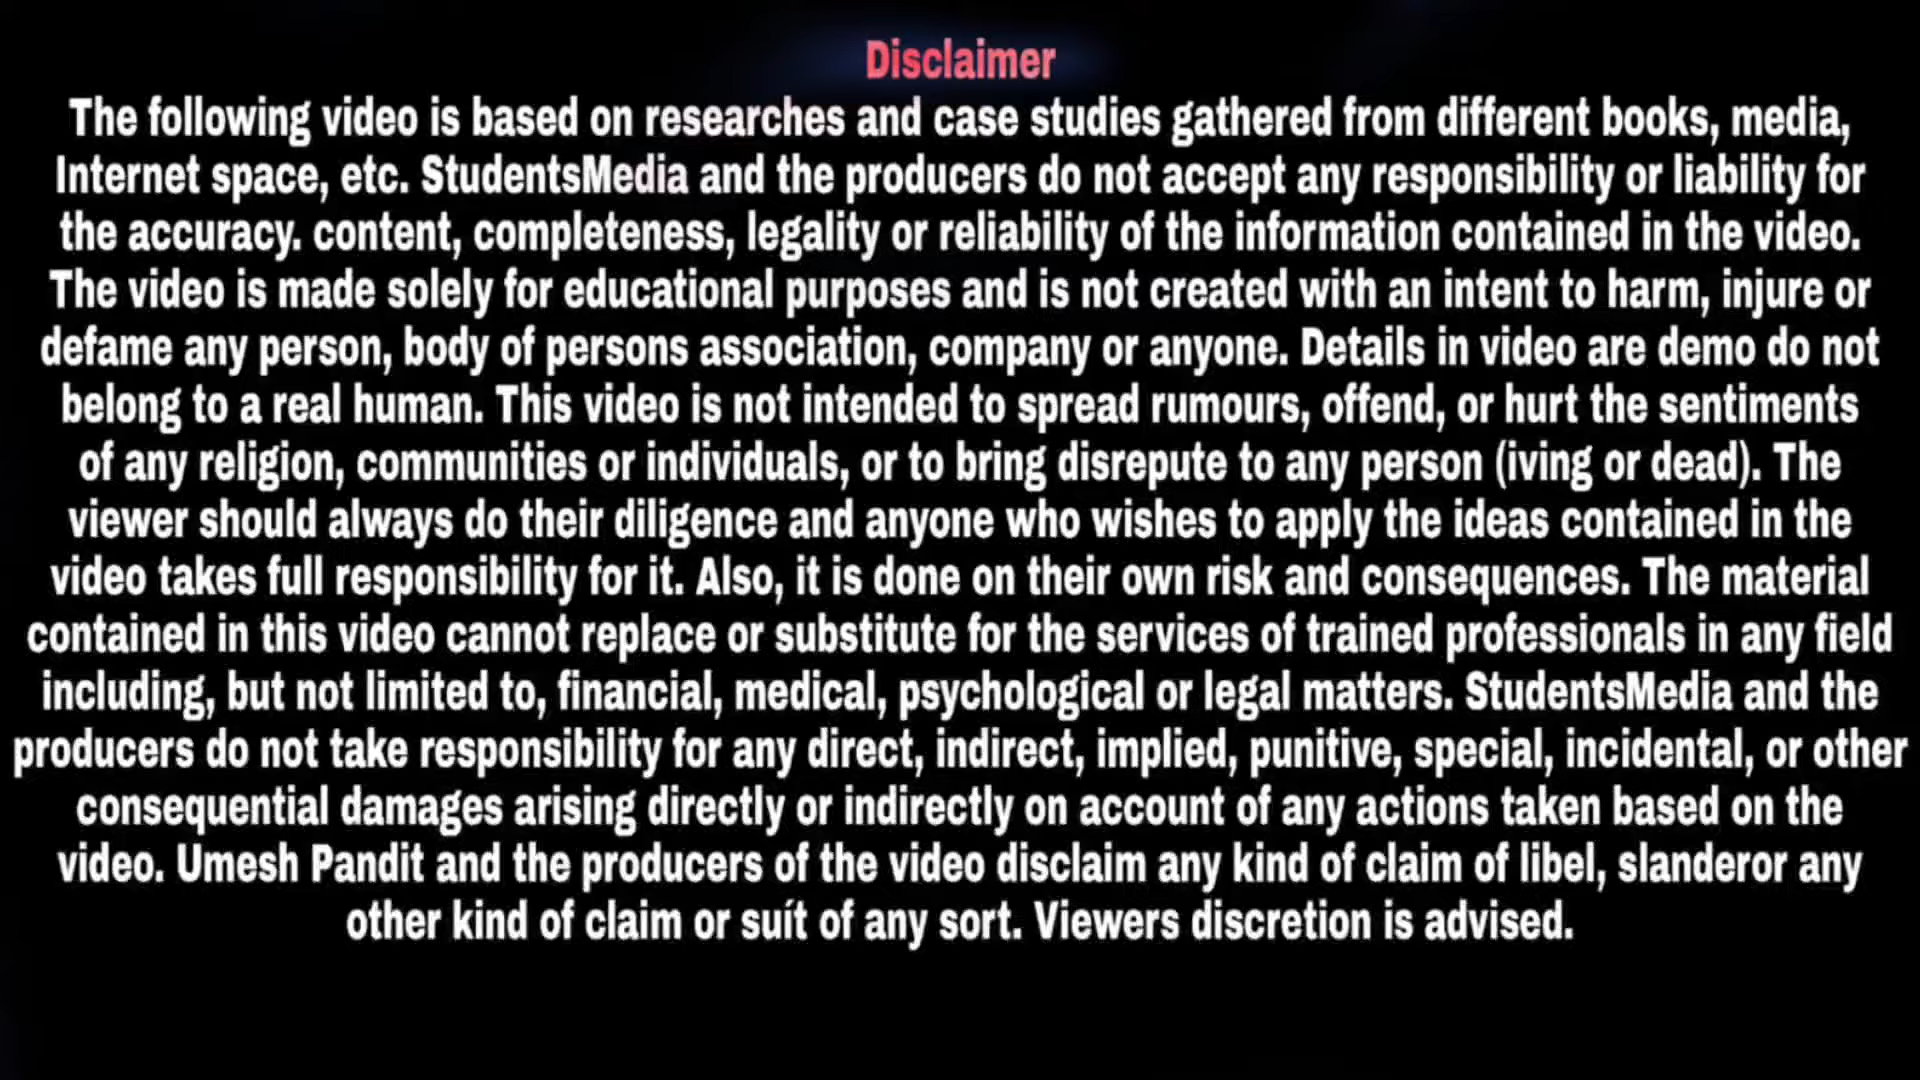 Disclaimer
The following video is based on researches and case studies gathered from different books, media,
Internet space, etc. StudentsMedia and the producers do not accept any responsibility or liability for
the accuracy. content, completeness, legality or reliability of the information contained in the video.
The video is made solely for educational purposes and is not created with an intent to harm, injure or
defame any person, body of persons association, company or anyone. Details in video are demo do not
belong to a real human. This video is not intended to spread rumours, offend, or hurt the sentiments
of any religion, communities or individuals, or to bring disrepute to any person (iving or dead). The
viewer should always do their diligence and anyone who wishes to apply the ideas contained in the
video takes full responsibility for it. Also, it is done on their own risk and consequences. The material
contained in this video cannot replace or substitute for the services of trained professionals in any field
including, but not limited to, financial, medical, psychological or legal matters. StudentsMedia and the
producers do not take responsibility for any direct, indirect, implied, punitive, special, incidental, or other
consequential damages arising directly or indirectly on account of any actions taken based on the
video. Umesh Pandit and the producers of the video disclaim any kind of claim of libel, slanderor any
other kind of claim or suít of any sort. Viewers discretion is advised.